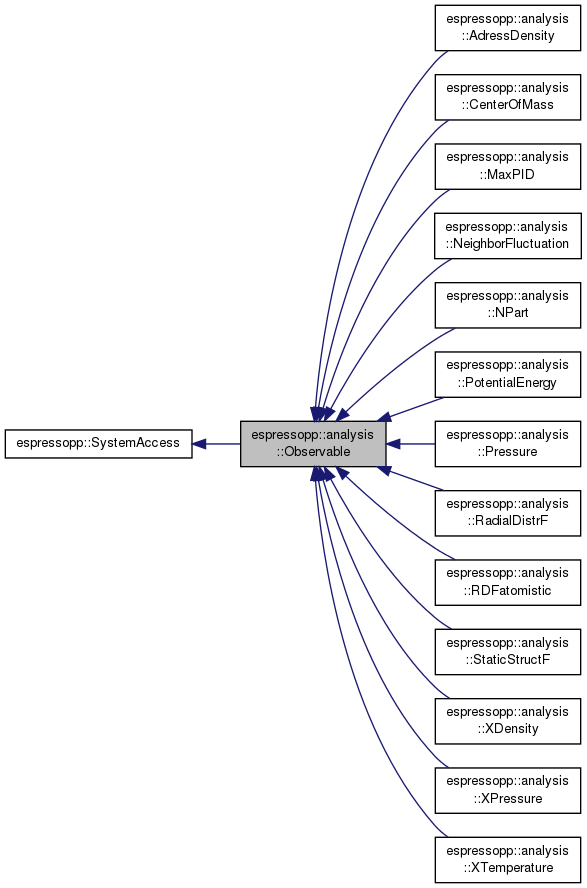 espressopp::SystemAccess
espressopp::analysis
::Observable
espressopp::analysis
::AdressDensity
espressopp::analysis
::CenterOfMass
espressopp::analysis
::MaxPID
espressopp::analysis
::NeighborFluctuation
espressopp::analysis
::NPart
espressopp::analysis
::PotentialEnergy
espressopp::analysis
::Pressure
espressopp::analysis
::RadialDistrF
espressopp::analysis
::RDFatomistic
espressopp::analysis
::StaticStructF
espressopp::analysis
::XDensity
espressopp::analysis
::XPressure
espressopp::analysis
::XTemperature